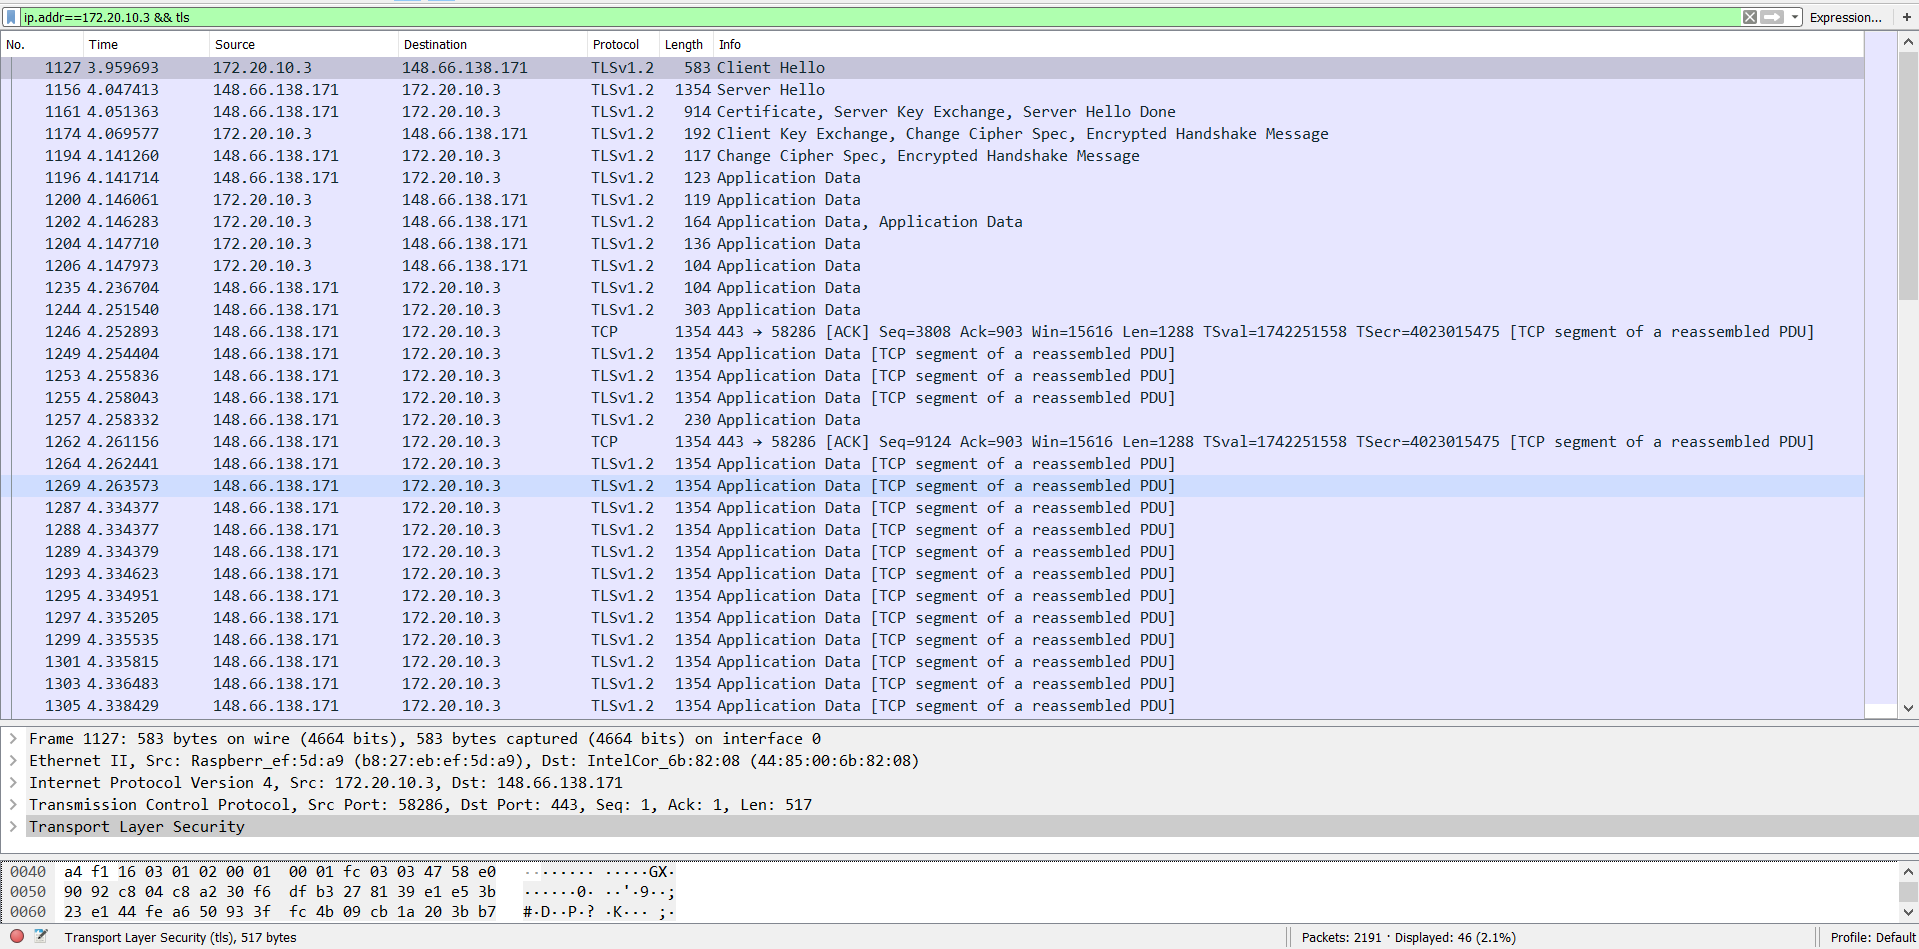 ip.addr==172.20.10.3 && tls Expression... +
No. Time Source Destination Protocol Length Info
1127 3.959693 172.20.10.3 148.66.138.171 TLSv1.2 583 Client Hello
1156 4.047413 148.66.138.171 172.20.10.3 TLSv1.2 1354 Server Hello
1161 4.051363 148.66.138.171 172.20.10.3 TLSv1.2 914 Certificate, Server Key Exchange, Server Hello Done
1174 4.069577 172.20.10.3 148.66.138.171 TLSv1.2 192 Client Key Exchange, Change Cipher Spec, Encrypted Handshake Message
1194 4.141260 148.66.138.171 172.20.10.3 TLSv1.2 117 Change Cipher Spec, Encrypted Handshake Message
1196 4.141714 148.66.138.171 172.20.10.3 TLSv1.2 123 Application Data
1200 4.146061 172.20.10.3 148.66.138.171 TLSv1.2 119 Application Data
1202 4.146283 172.20.10.3 148.66.138.171 TLSv1.2 164 Application Data, Application Data
1204 4.147710 172.20.10.3 148.66.138.171 TLSv1.2 136 Application Data
1206 4.147973 172.20.10.3 148.66.138.171 TLSv1.2 104 Application Data
1235 4.236704 148.66.138.171 172.20.10.3 TLSv1.2 104 Application Data
1244 4.251540 148.66.138.171 172.20.10.3 TLSv1.2 303 Application Data
1246 4.252893 148.66.138.171 172.20.10.3 TCP 1354 443 → 58286 [ACK] Seq=3808 Ack=903 Win=15616 Len=1288 TSval=1742251558 TSecr=4023015475 [TCP segment of a reassembled PDU]
1249 4.254404 148.66.138.171 172.20.10.3 TLSv1.2 1354 Application Data [TCP segment of a reassembled PDU]
1253 4.255836 148.66.138.171 172.20.10.3 TLSv1.2 1354 Application Data [TCP segment of a reassembled PDU]
1255 4.258043 148.66.138.171 172.20.10.3 TLSv1.2 1354 Application Data [TCP segment of a reassembled PDU]
1257 4.258332 148.66.138.171 172.20.10.3 TLSv1.2 230 Application Data
1262 4.261156 148.66.138.171 172.20.10.3 TCP 1354 443 → 58286 [ACK] Seq=9124 Ack=903 Win=15616 Len=1288 TSval=1742251558 TSecr=4023015475 [TCP segment of a reassembled PDU]
1264 4.262441 148.66.138.171 172.20.10.3 TLSv1.2 1354 Application Data [TCP segment of a reassembled PDU]
1269 4.263573 148.66.138.171 172.20.10.3 TLSv1.2 1354 Application Data [TCP segment of a reassembled PDU]
1287 4.334377 148.66.138.171 172.20.10.3 TLSv1.2 1354 Application Data [TCP segment of a reassembled PDU]
1288 4.334377 148.66.138.171 172.20.10.3 TLSv1.2 1354 Application Data [TCP segment of a reassembled PDU]
1289 4.334379 148.66.138.171 172.20.10.3 TLSv1.2 1354 Application Data [TCP segment of a reassembled PDU]
1293 4.334623 148.66.138.171 172.20.10.3 TLSv1.2 1354 Application Data [TCP segment of a reassembled PDU]
1295 4.334951 148.66.138.171 172.20.10.3 TLSv1.2 1354 Application Data [TCP segment of a reassembled PDU]
1297 4.335205 148.66.138.171 172.20.10.3 TLSv1.2 1354 Application Data [TCP segment of a reassembled PDU]
1299 4.335535 148.66.138.171 172.20.10.3 TLSv1.2 1354 Application Data [TCP segment of a reassembled PDU]
1301 4.335815 148.66.138.171 172.20.10.3 TLSv1.2 1354 Application Data [TCP segment of a reassembled PDU]
1303 4.336483 148.66.138.171 172.20.10.3 TLSv1.2 1354 Application Data [TCP segment of a reassembled PDU]
1305 4.338429 148.66.138.171 172.20.10.3 TLSv1.2 1354 Application Data [TCP segment of a reassembled PDU]
Frame 1127: 583 bytes on wire (4664 bits), 583 bytes captured (4664 bits) on interface 0
Ethernet II, Src: Raspberr_ef:5d:a9 (b8:27:eb:ef:5d:a9), Dst: IntelCor_6b:82:08 (44:85:00:6b:82:08)
Internet Protocol Version 4, Src: 172.20.10.3, Dst: 148.66.138.171
Transmission Control Protocol, Src Port: 58286, Dst Port: 443, Seq: 1, Ack: 1, Len: 517
Transport Layer Security
0040 a4 f1 16 03 01 02 00 01 00 01 fc 03 03 47 58 e0 ········ ·····GX·
0050 90 92 c8 04 c8 a2 30 f6 df b3 27 81 39 e1 e5 3b ······0· ··'·9··;
0060 23 e1 44 fe a6 50 93 3f fc 4b 09 cb 1a 20 3b b7 #·D··P·? ·K··· ;·
Transport Layer Security (tls), 517 bytes Packets: 2191 · Displayed: 46 (2.1%) Profile: Default